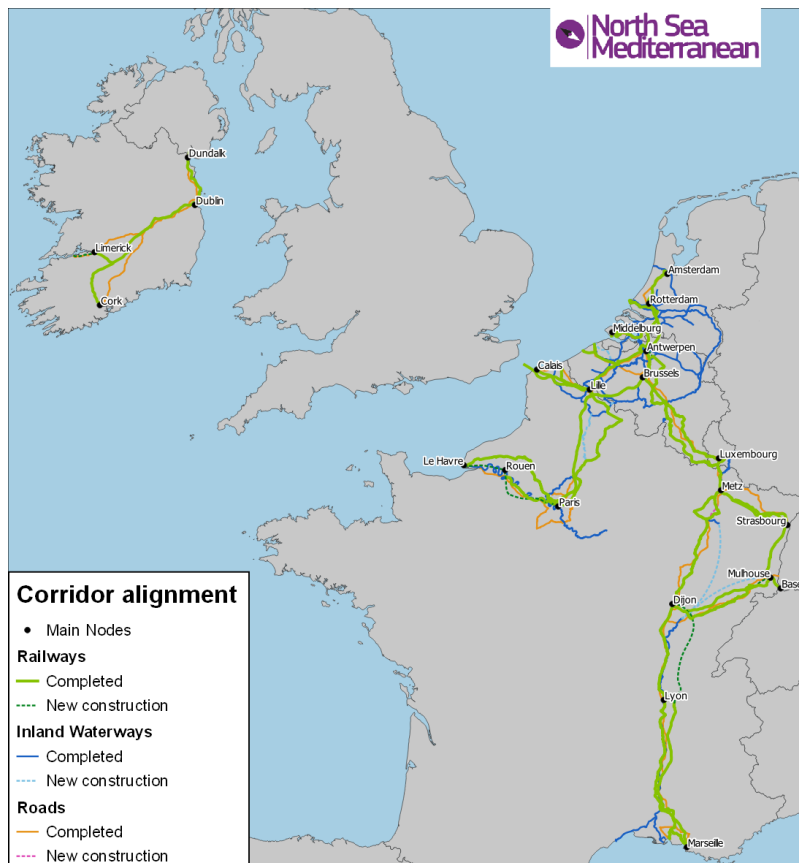 North Sea
Mediterranean
Dundalk
Dublin
Limerick
Cork
Amsterdam
Rotterdam
Middelburg
Antwerpen
Calais
Brussels
Lille
Luxembourg
Le Havre
Rouen
Metz
Paris
Strasbourg
Mulhouse
Base
Dijon
Lyon
Marseille
Corridor alignment
Main Nodes
Railways
Completed
New construction
Inland Waterways
Completed
New construction
Roads
Completed
New construction